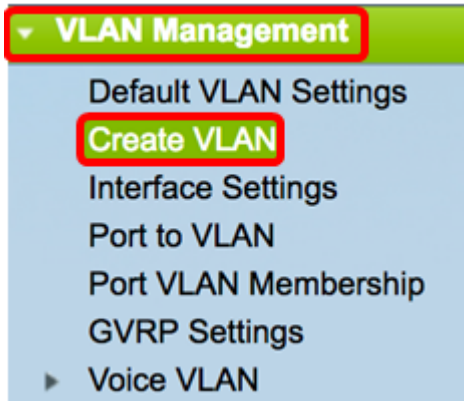 VLAN Management
Default VLAN Settings
Create VLAN
Interface Settings
Port to VLAN
Port VLAN Membership
GVRP Settings
Voice VLAN